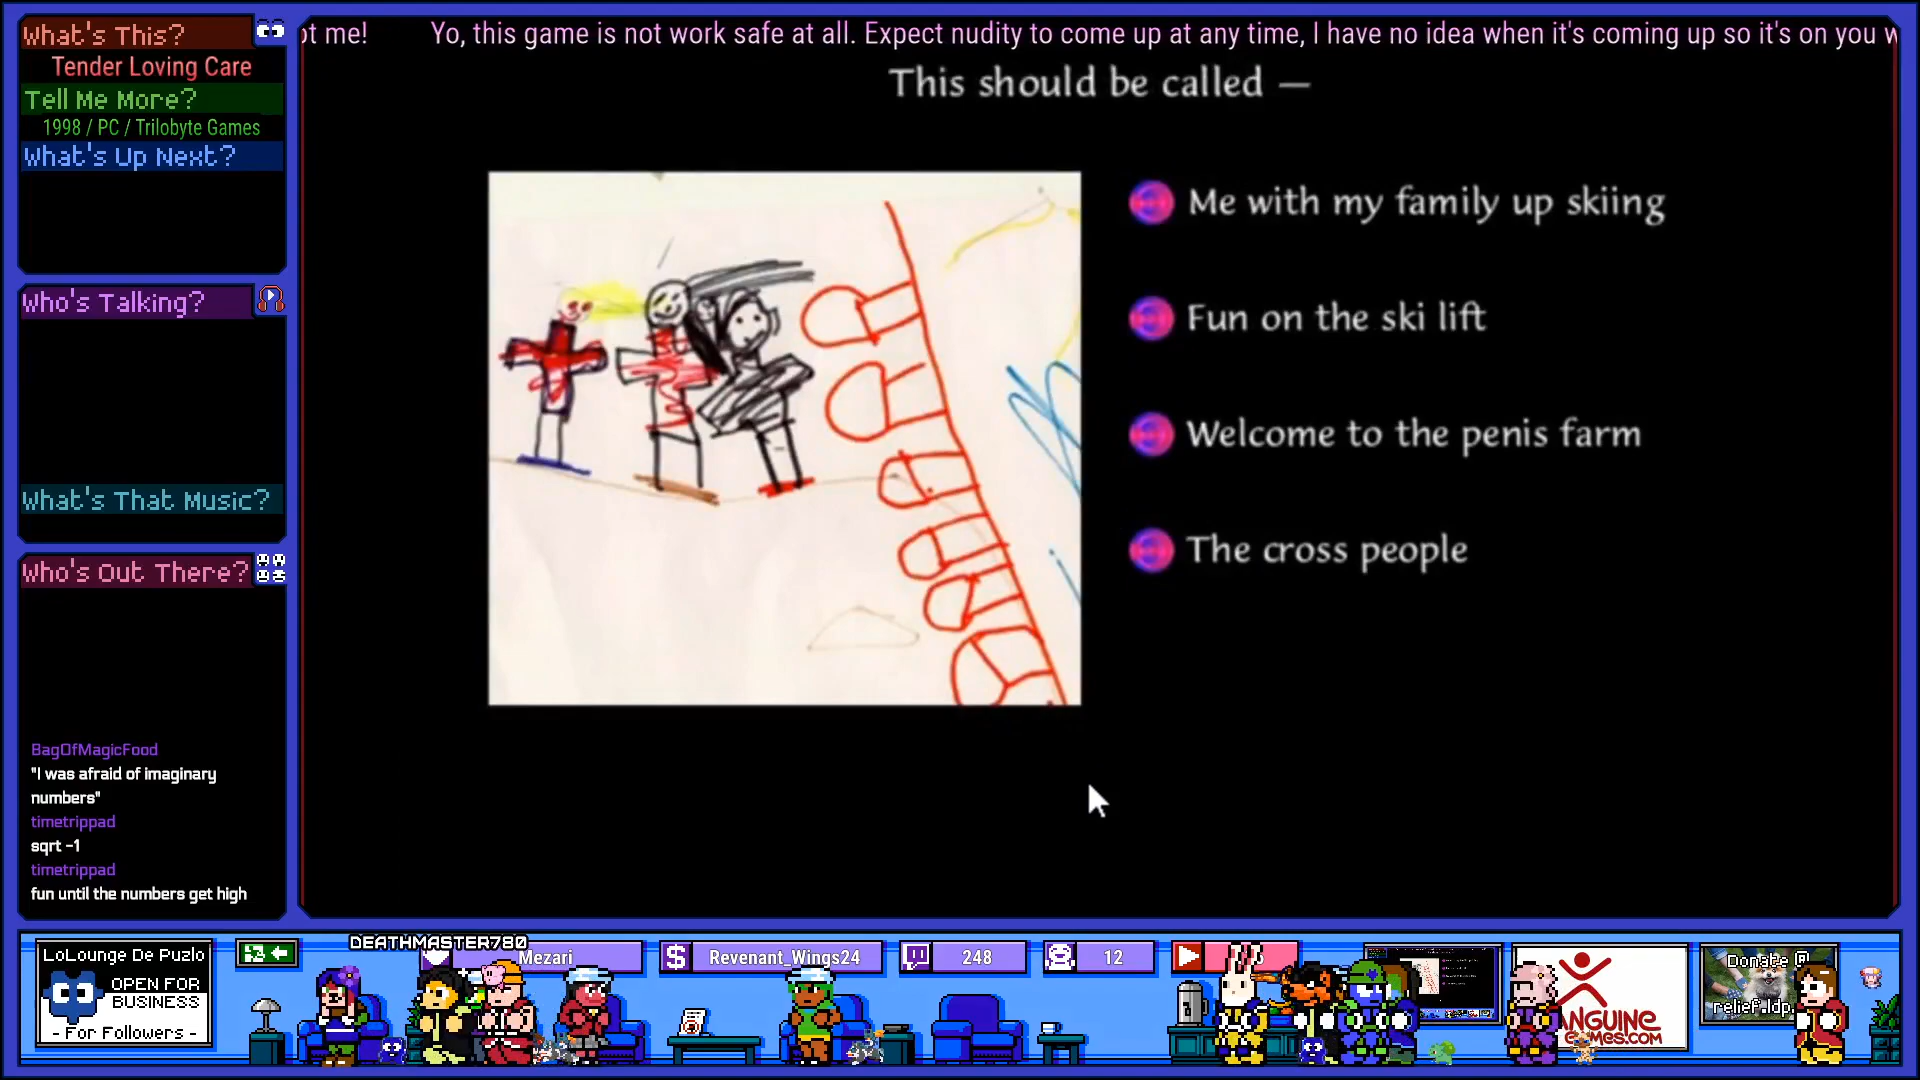 What's This?
Tender Loving Care
Tell Me More?
1998 / PC / Trilobyte Games
What's Up Next?
Who's Talking?
What's That Music?
Who's Out There?
BagOfMagicFood
"I was afraid of imaginary
numbers"
timetrippad
sqrt -1
timetrippad
fun until the numbers get high
ot me! Yo, this game is not work safe at all. Expect nudity to come up at any time, I have no idea when it's coming up so it's on you w
This should be called —
Me with my family up skiing
Fun on the ski lift
Welcome to the penis farm
The cross people
LoLounge De Puzlo
OPEN FOR
BUSINESS
- For Followers -
DEATHMASTER780
Mezari
Revenant_Wings24
248
12
Donate @
relief.ldp